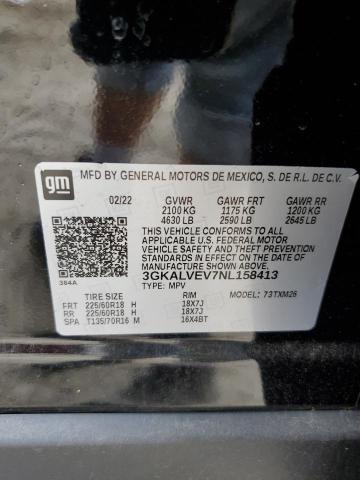 gm
MFD BY GENERAL MOTORS DE MEXICO, S. DE R.L. DE C.V.
02/22 GVWR GAWR FRT GAWR RR
2100 KG 1175 KG 1200 KG
4630 LB 2590 LB 2645 LB
THIS VEHICLE CONFORMS TO ALL APPLICABLE
U.S. FEDERAL MOTOR VEHICLE
SAFETY, BUMPER, AND THEFT PREVENTION
STANDARDS IN EFFECT ON THE DATE OF
MANUFACTURE SHOWN ABOVE.
3GKALVEV7NL158413
384A TYPE: MPV MODEL: 73TXM26
TIRE SIZE RIM
FRT 225/60R18 H 18X7J
RR 225/60R18 H 18X7J
SPA T135/70R16 M 16X4BT